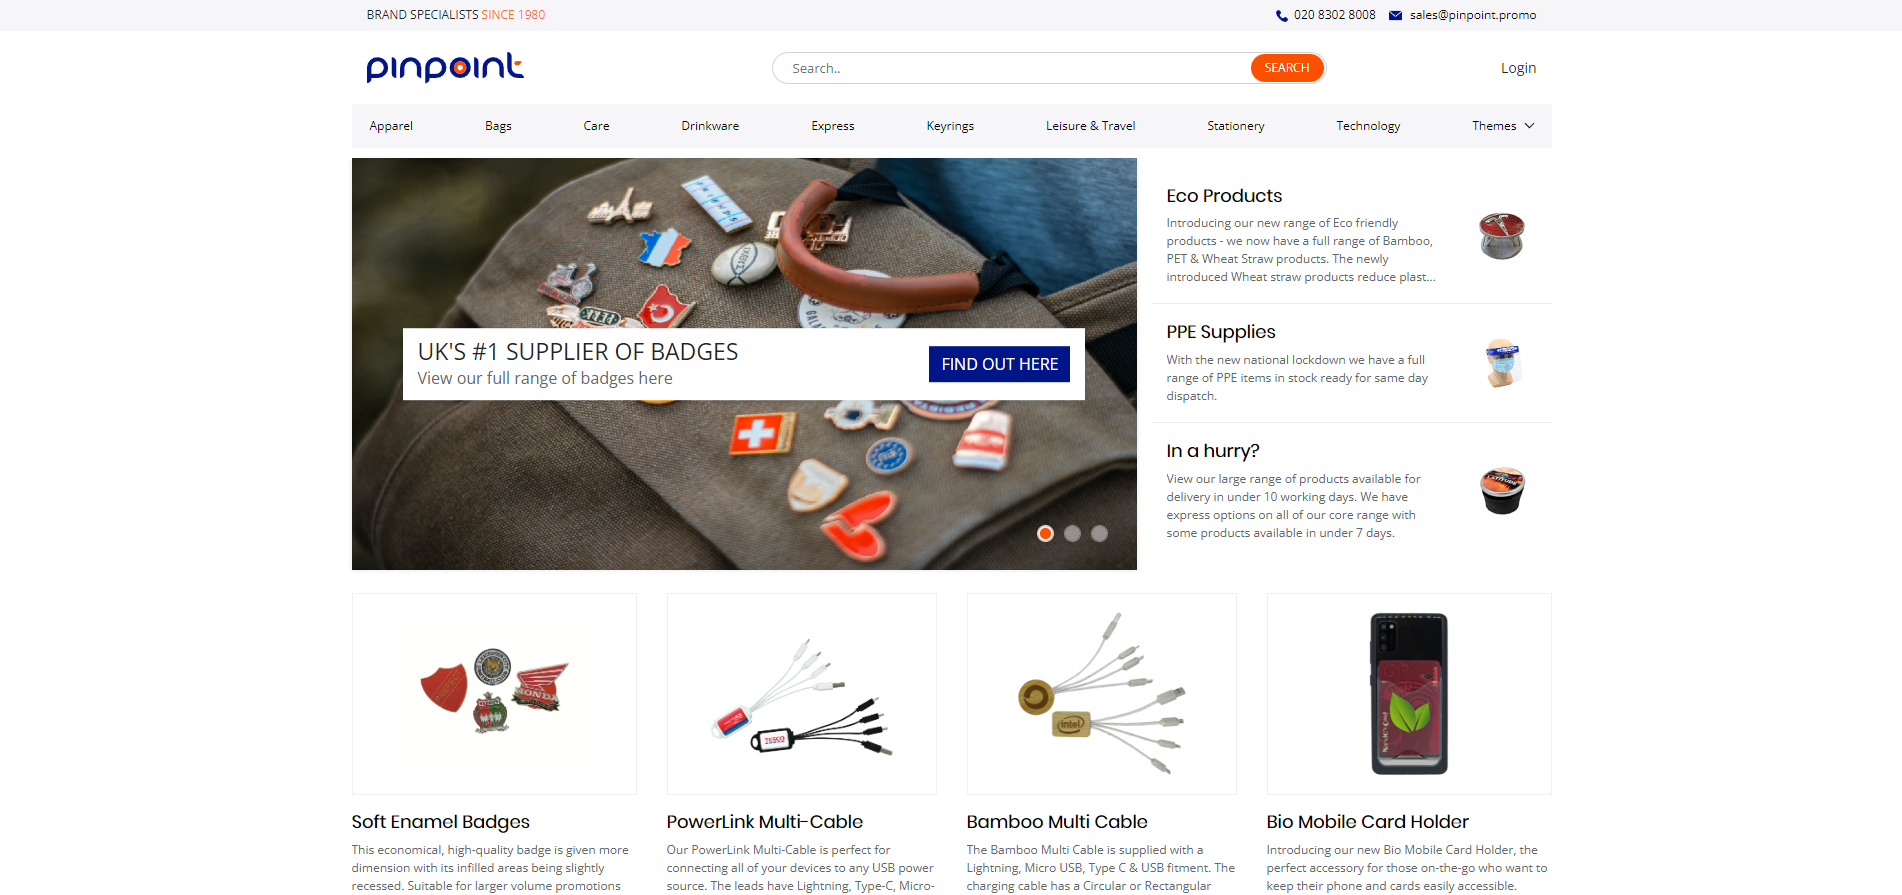 BRAND SPECIALISTS SINCE 1980
020 8302 8008
sales@pinpoint.promo
pinpoint
Search..
SEARCH
Login
Apparel
Bags
Care
Drinkware
Express
Keyrings
Leisure & Travel
Stationery
Technology
Themes
UK'S #1 SUPPLIER OF BADGES
View our full range of badges here
FIND OUT HERE
Eco Products
Introducing our new range of Eco friendly
products - we now have a full range of Bamboo,
PET & Wheat Straw products. The newly
introduced Wheat straw products reduce plast...
PPE Supplies
With the new national lockdown we have a full
range of PPE items in stock ready for same day
dispatch.
In a hurry?
View our large range of products available for
delivery in under 10 working days. We have
express options on all of our core range with
some products available in under 7 days.
LATITUDE
HONDA
TESCO
intel
Soft Enamel Badges
This economical, high-quality badge is given more
dimension with its infilled areas being slightly
recessed. Suitable for larger volume promotions
PowerLink Multi-Cable
Our PowerLink Multi-Cable is perfect for
connecting all of your devices to any USB power
source. The leads have Lightning, Type-C, Micro-
Bamboo Multi Cable
The Bamboo Multi Cable is supplied with a
Lightning, Micro USB, Type C & USB fitment. The
charging cable has a Circular or Rectangular
Bio Mobile Card Holder
Introducing our new Bio Mobile Card Holder, the
perfect accessory for those on-the-go who want to
keep their phone and cards easily accessible.